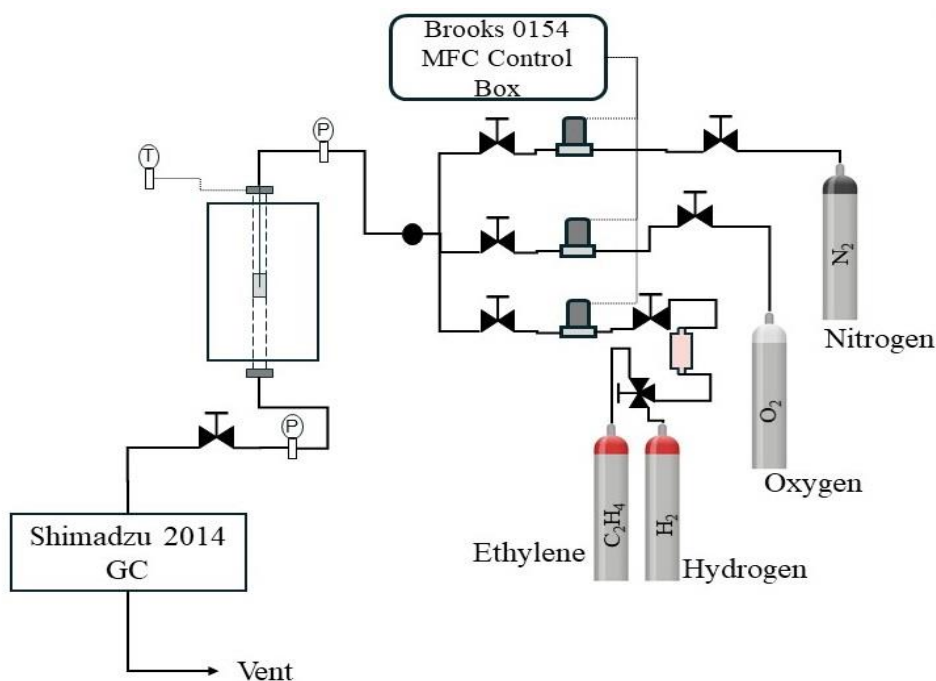 Brooks 0154
MFC Control
Box
P
T
N₂
Nitrogen
O₂
Oxygen
C₂H₄
H₂
Ethylene
Hydrogen
P
Shimadzu 2014
GC
Vent